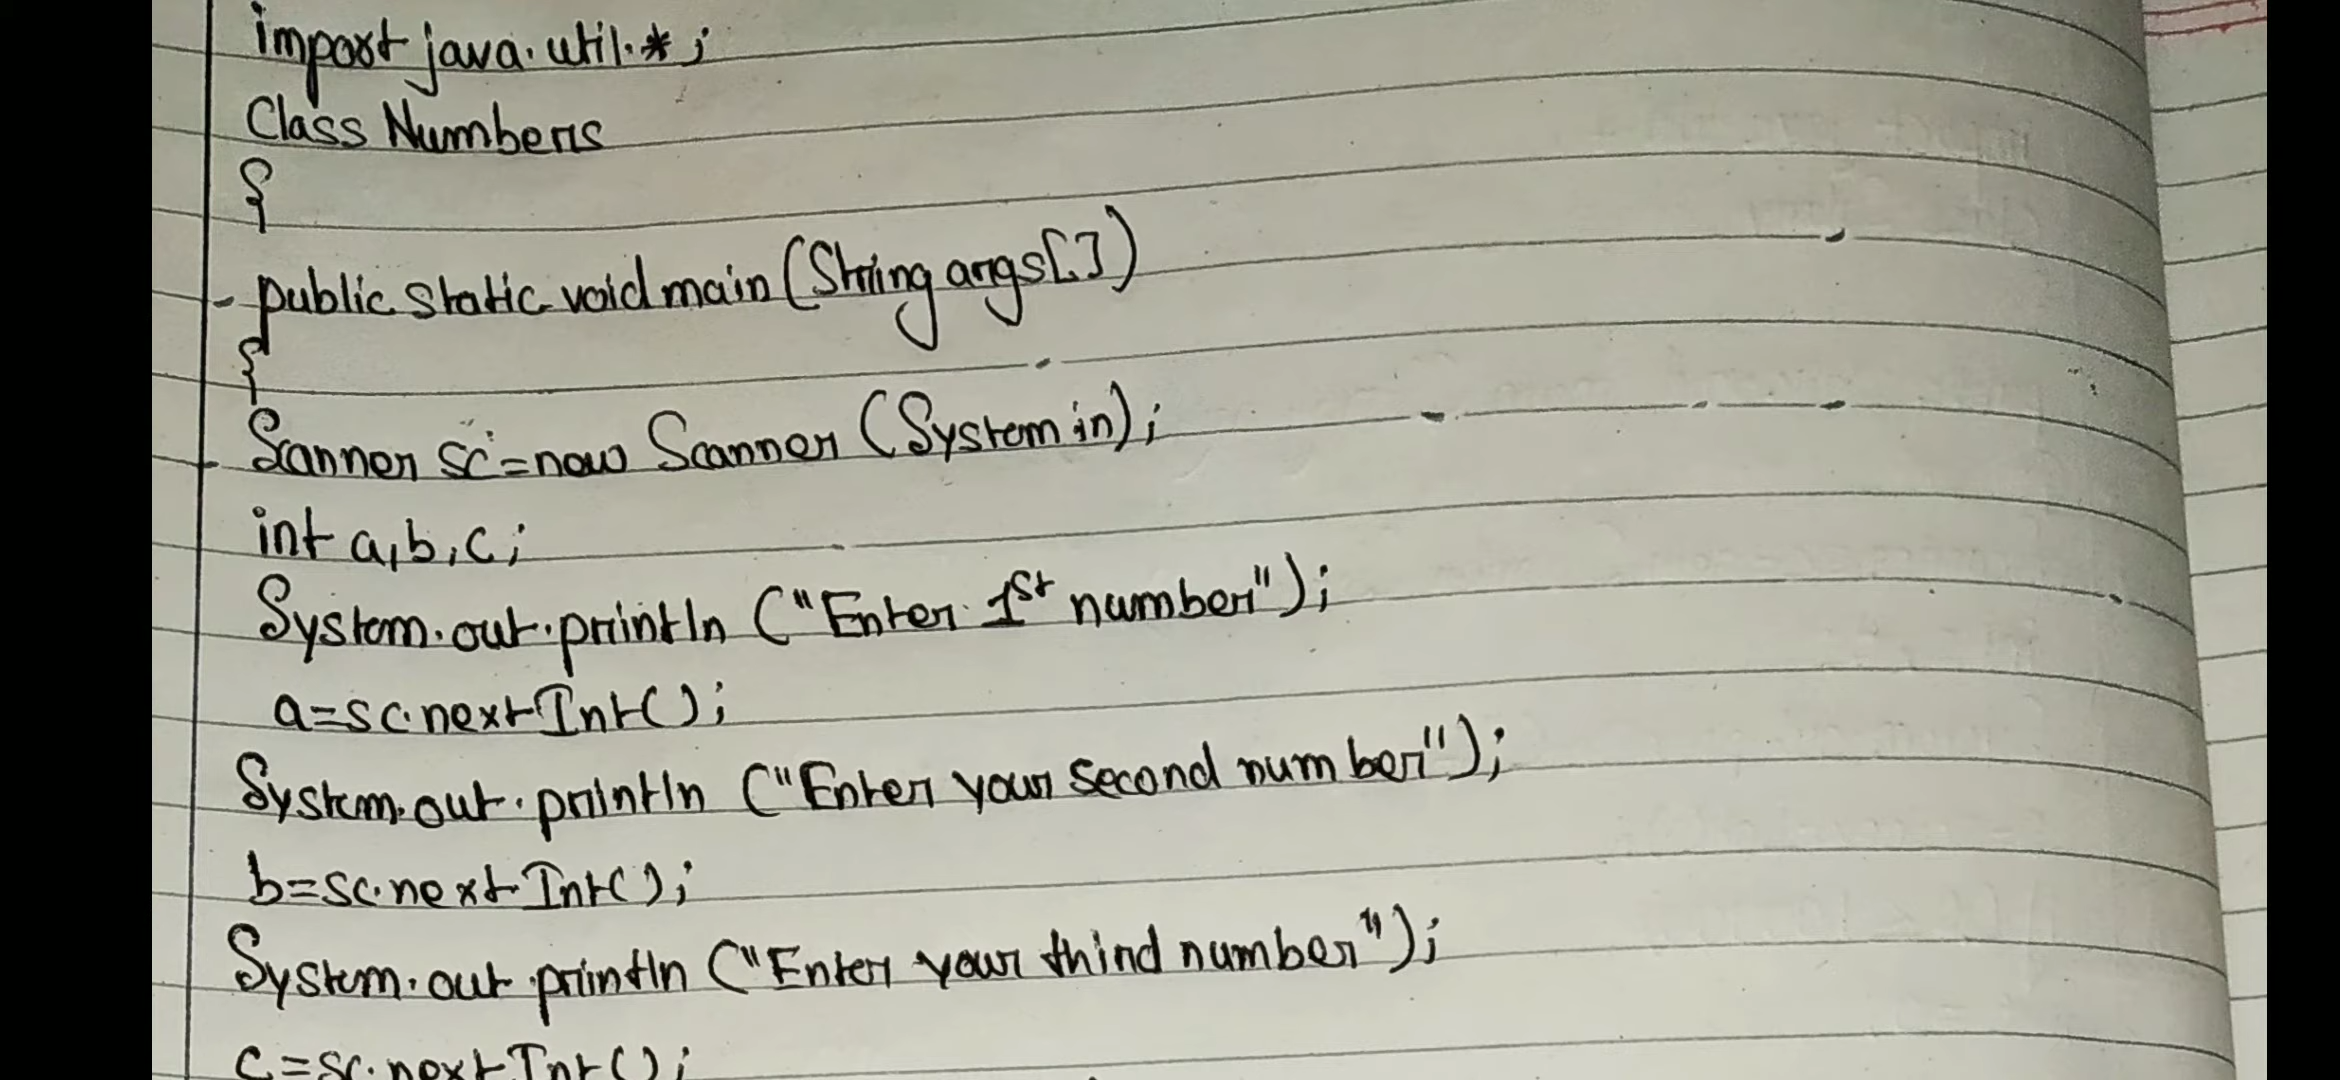 import java.util.*;
Class Numbers
{
public static void main (String args[])
{
Scanner sc = new Scanner (System in);
int a, b, c;
System.out.println ("Enter 1st number");
a=sc.nextInt();
System.out.println ("Enter your second number");
b=sc.nextInt();
System.out.println ("Enter your third number");
c=sc.nextInt();